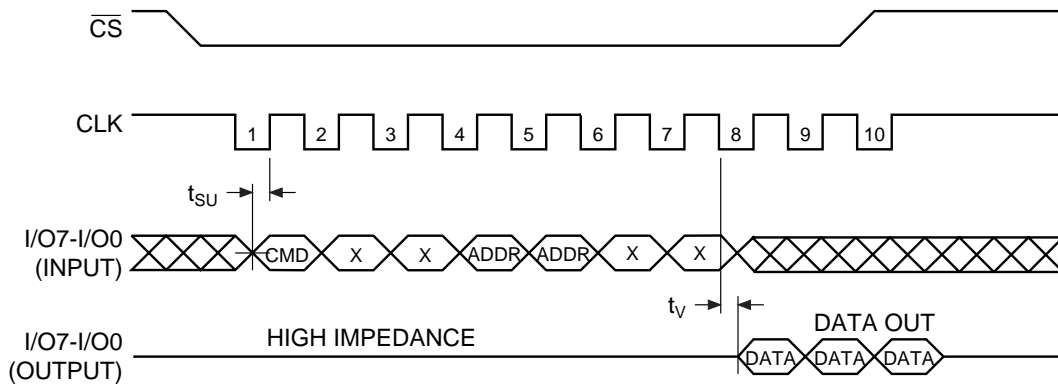 CS
CLK
1 2 3 4 5 6 7 8 9 10
tSU
I/O7-I/O0
(INPUT)
CMD X X ADDR ADDR X X
tV
HIGH IMPEDANCE
DATA OUT
I/O7-I/O0
(OUTPUT)
DATA DATA DATA